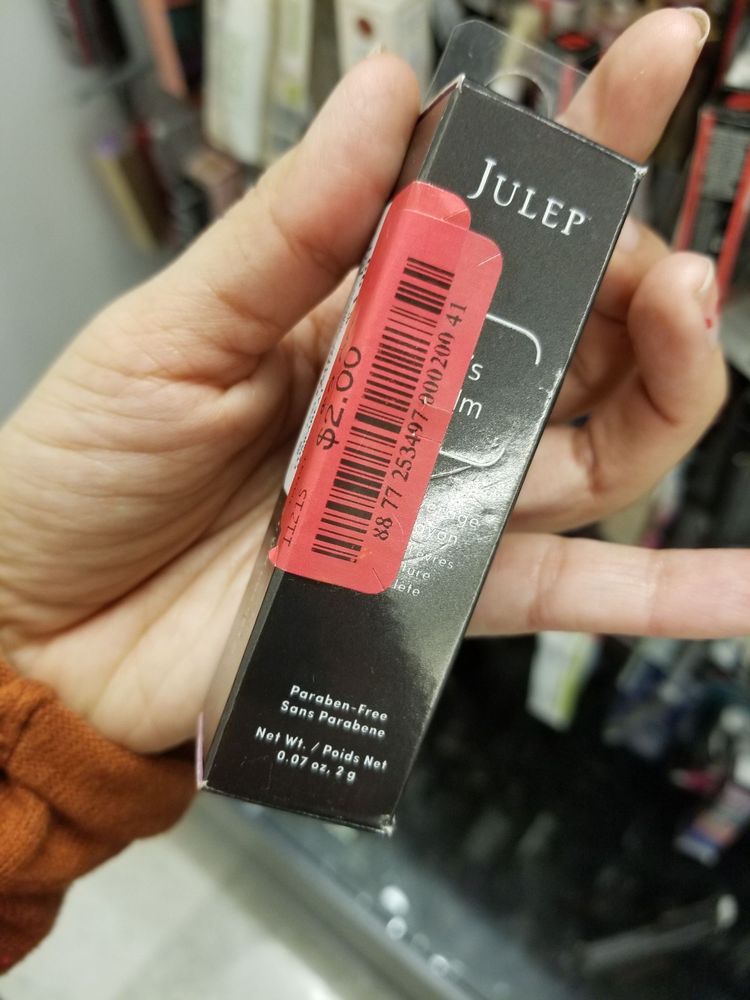 JULEP
$2.00
88 77 253497 000200 41
11215
Paraben-Free
Sans Parabene
Net Wt. / Poids Net
0.07 oz, 2 g